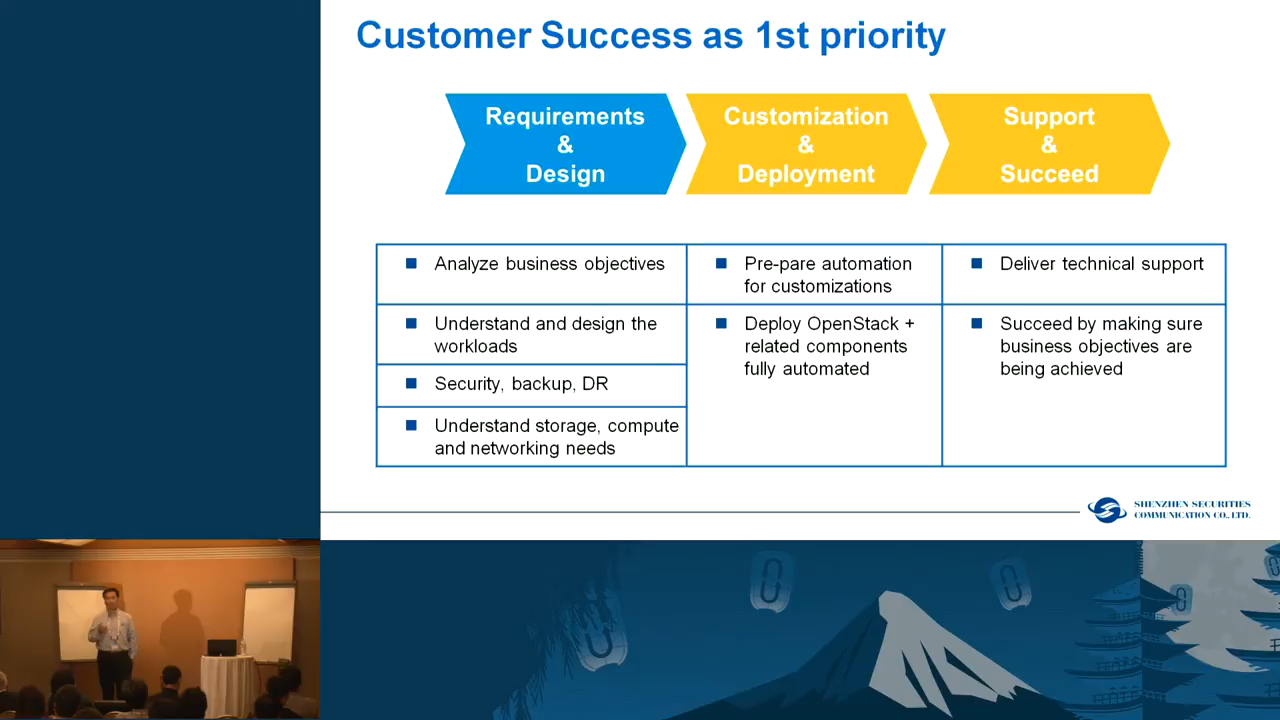 Customer Success as 1st priority
Requirements
&
Design
Customization
&
Deployment
Support
&
Succeed
Analyze business objectives
Pre-pare automation
for customizations
Deliver technical support
Understand and design the
workloads
Deploy OpenStack +
related components
fully automated
Succeed by making sure
business objectives are
being achieved
Security, backup, DR
Understand storage, compute
and networking needs
SHENZHEN SECURITIES
COMMUNICATION CO., LTD.